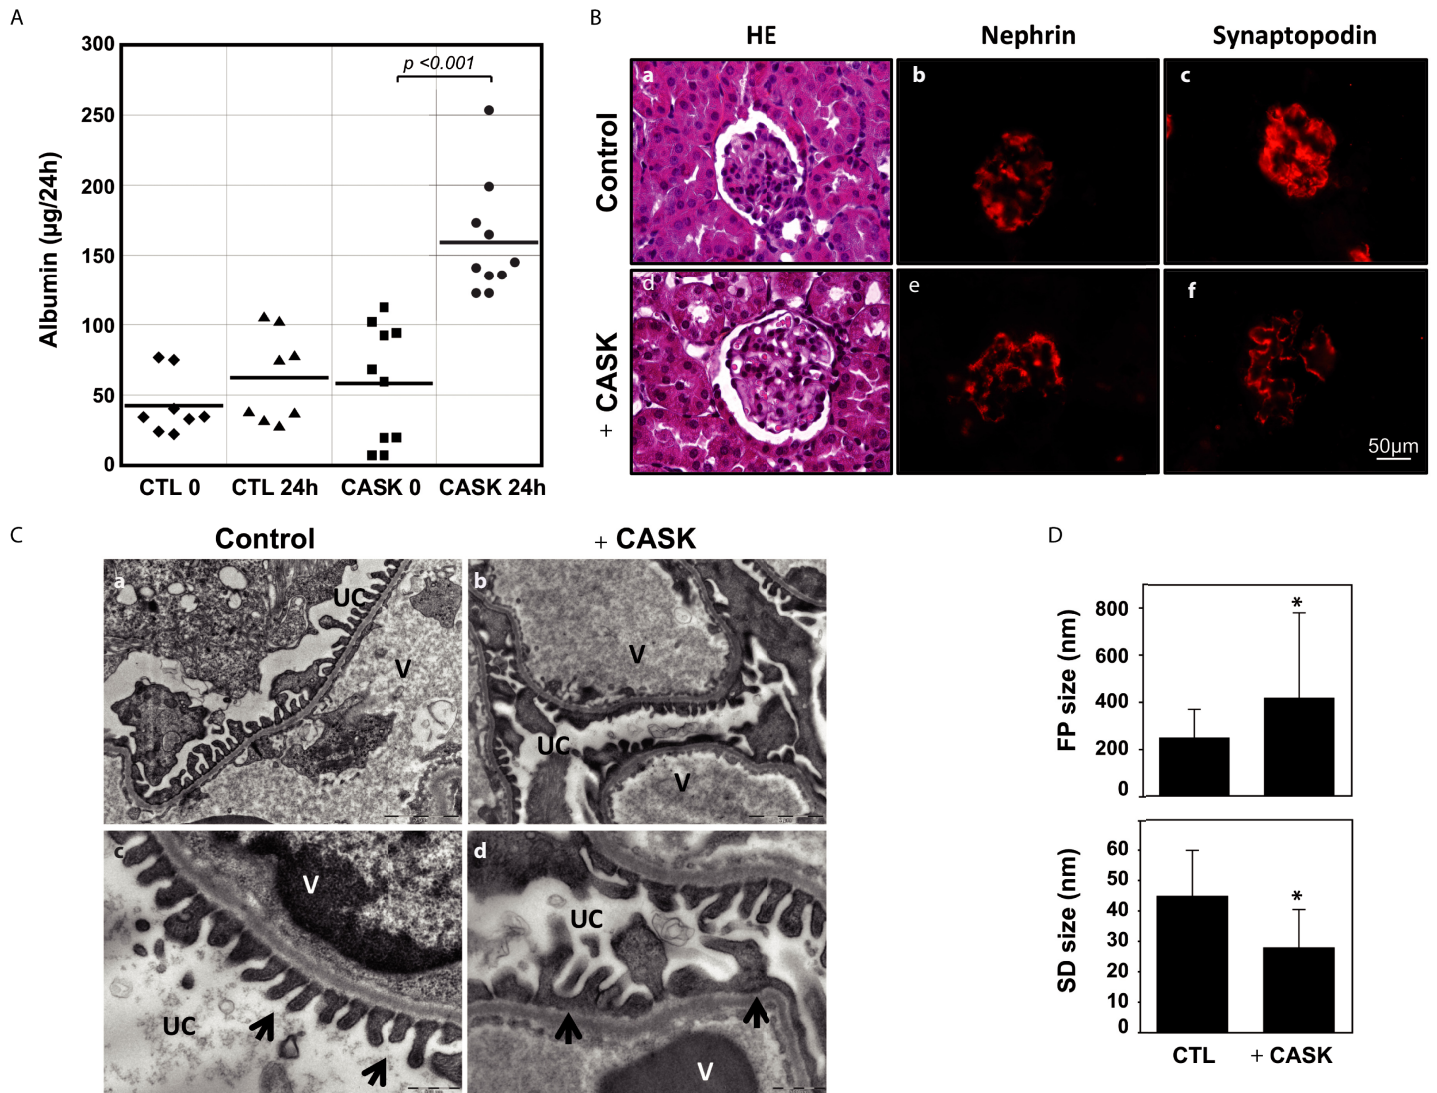 A
300
250
200
150
100
50
0
Albumin (µg/24h)
p <0.001
CTL 0
CTL 24h
CASK 0
CASK 24h
B
HE
Nephrin
Synaptopodin
Control
+ CASK
a
b
c
d
e
f
50µm
C
Control
+ CASK
a
UC
V
b
V
UC
V
c
V
UC
d
UC
V
D
FP size (nm)
800
600
400
200
0
*
SD size (nm)
60
50
40
30
20
10
0
*
CTL
+ CASK